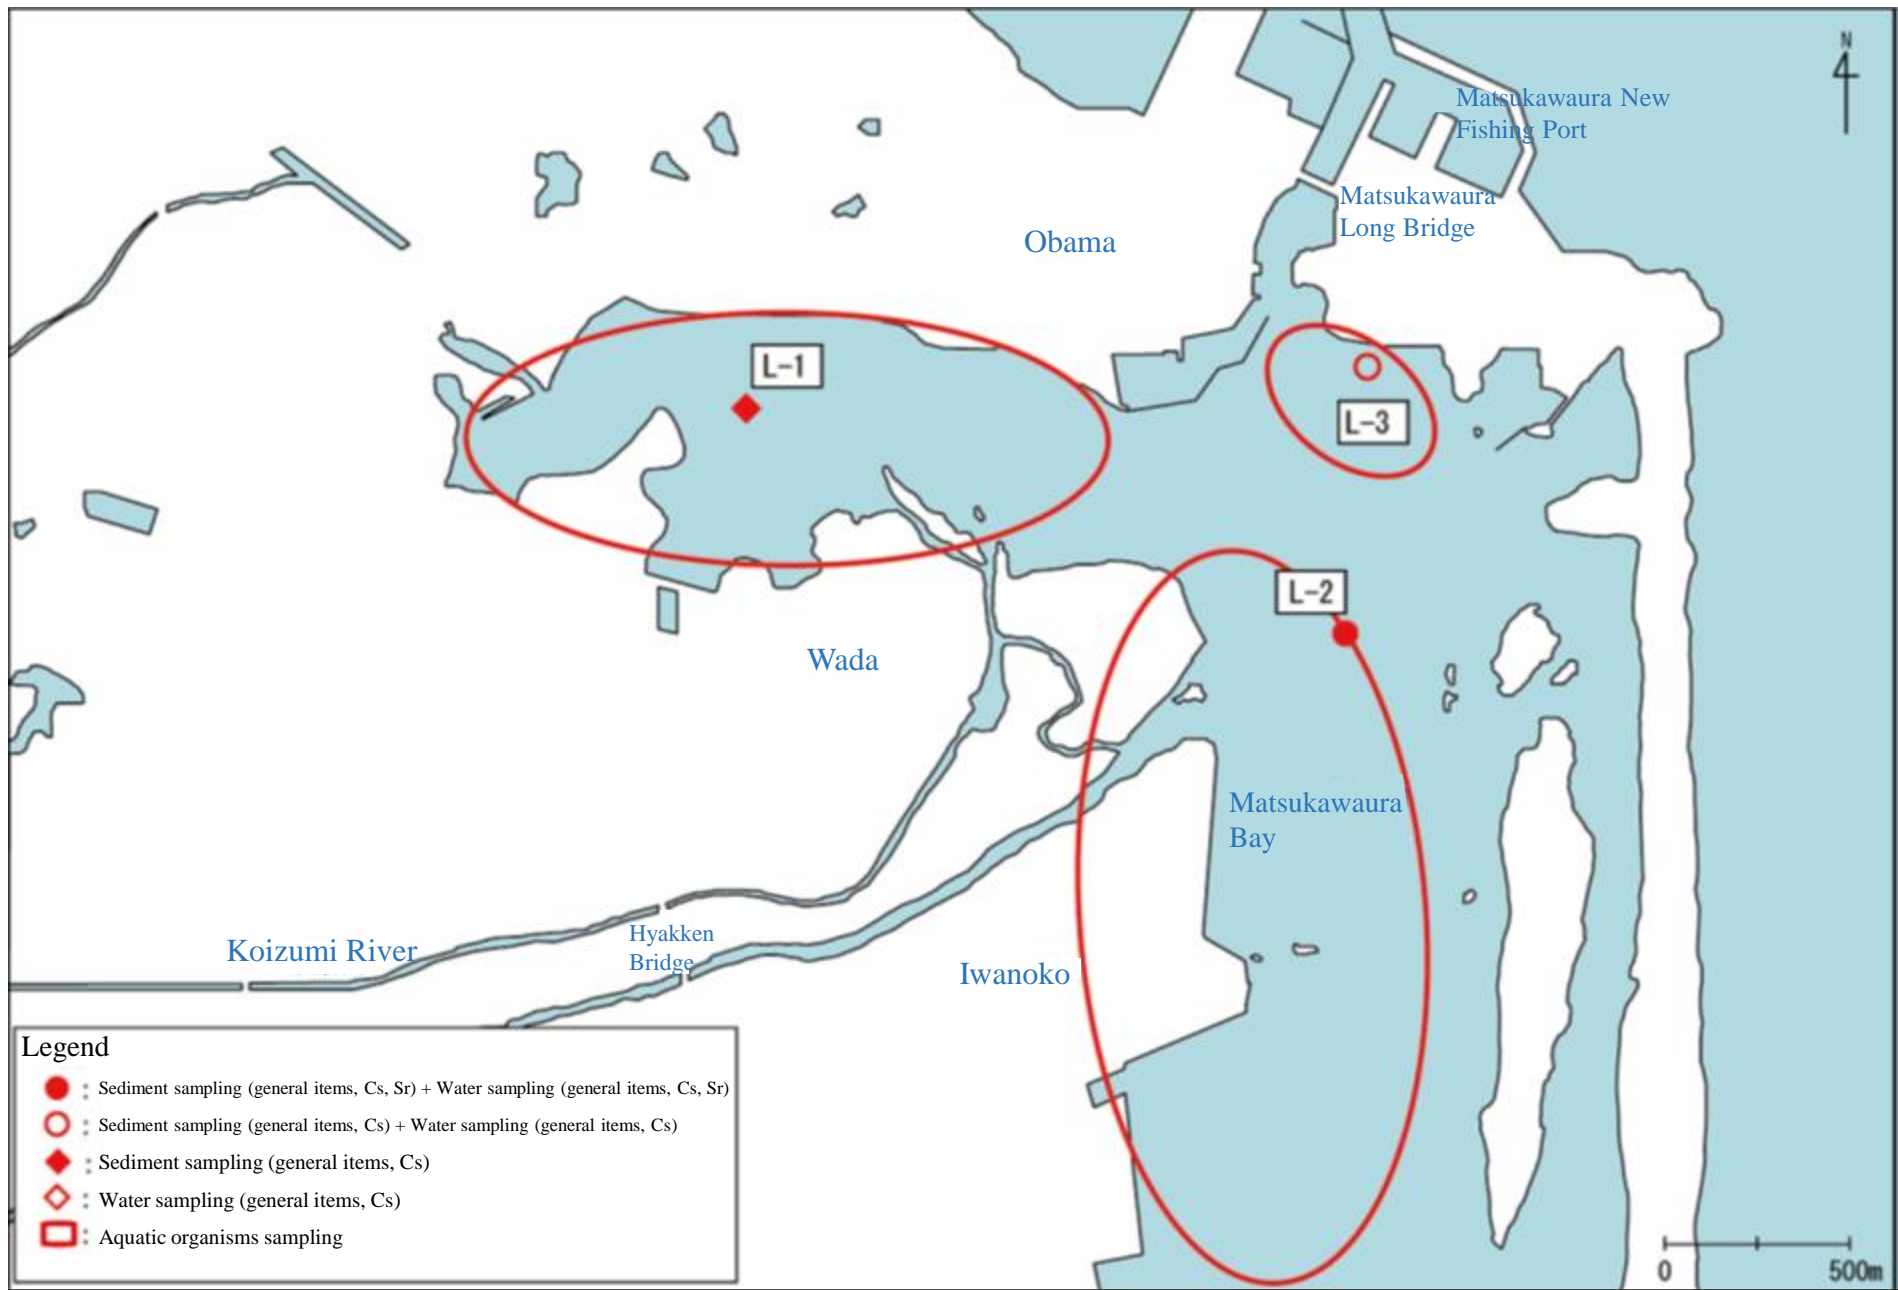 N
Matsukawaura New
Fishing Port
Matsukawaura
Long Bridge
Obama
L-1
L-3
L-2
Wada
Matsukawaura
Bay
Koizumi River
Hyakken
Bridge
Iwanoko
Legend
: Sediment sampling (general items, Cs, Sr) + Water sampling (general items, Cs, Sr)
: Sediment sampling (general items, Cs) + Water sampling (general items, Cs)
: Sediment sampling (general items, Cs)
: Water sampling (general items, Cs)
: Aquatic organisms sampling
0 500m